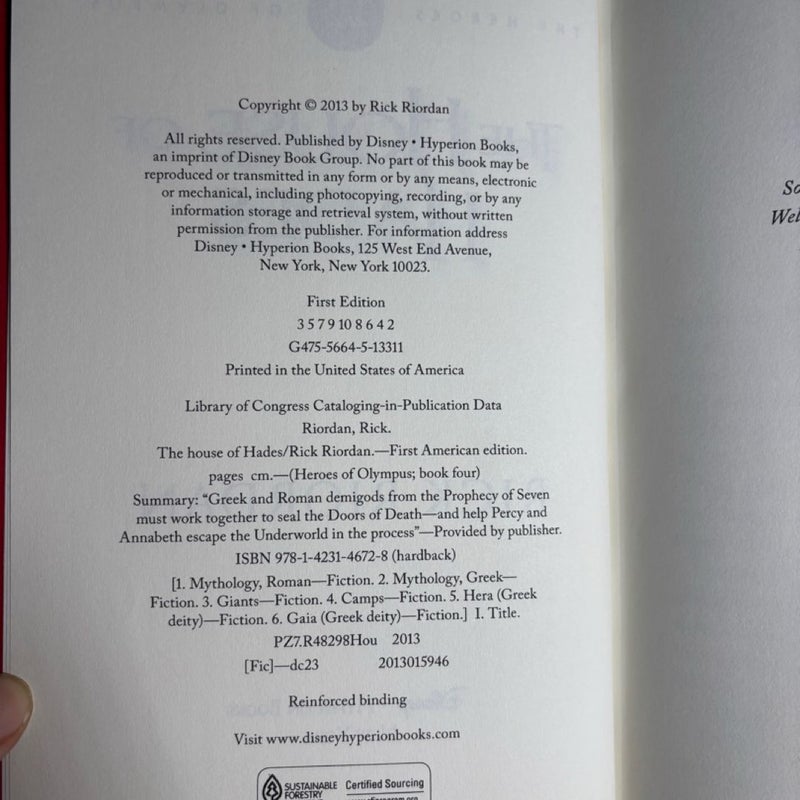 THE HEROES OF OLYMPUS
Copyright © 2013 by Rick Riordan
All rights reserved. Published by Disney • Hyperion Books,
an imprint of Disney Book Group. No part of this book may be
reproduced or transmitted in any form or by any means, electronic
or mechanical, including photocopying, recording, or by any
information storage and retrieval system, without written
permission from the publisher. For information address
Disney • Hyperion Books, 125 West End Avenue,
New York, New York 10023.
First Edition
3 5 7 9 10 8 6 4 2
G475-5664-5-13311
Printed in the United States of America
Library of Congress Cataloging-in-Publication Data
Riordan, Rick.
The house of Hades/Rick Riordan.—First American edition.
pages cm.—(Heroes of Olympus; book four)
Summary: “Greek and Roman demigods from the Prophecy of Seven
must work together to seal the Doors of Death—and help Percy and
Annabeth escape the Underworld in the process”—Provided by publisher.
ISBN 978-1-4231-4672-8 (hardback)
[1. Mythology, Roman—Fiction. 2. Mythology, Greek—
Fiction. 3. Giants—Fiction. 4. Camps—Fiction. 5. Hera (Greek
deity)—Fiction. 6. Gaia (Greek deity)—Fiction.] I. Title.
PZ7.R48298Hou 2013
[Fic]—dc23 2013015946
Reinforced binding
Visit www.disneyhyperionbooks.com
SUSTAINABLE FORESTRY
Certified Sourcing
So
Wel